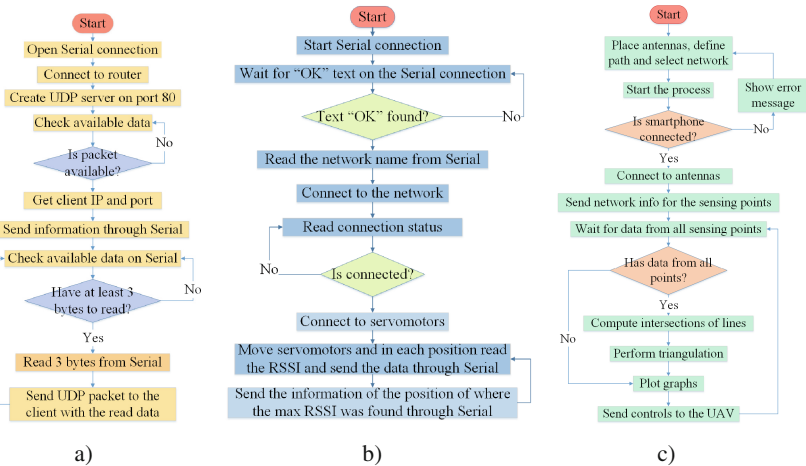 Start
Open Serial connection
Connect to router
Create UDP server on port 80
Check available data
No
Is packet
available?
Get client IP and port
Send information through Serial
Check available data on Serial
Have at least 3
bytes to read?
No
Yes
Read 3 bytes from Serial
Send UDP packet to the
client with the read data
a)
Start
Start Serial connection
Wait for “OK” text on the Serial connection
Text “OK” found?
No
Read the network name from Serial
Connect to the network
Read connection status
No
Is connected?
Connect to servomotors
Move servomotors and in each position read
the RSSI and send the data through Serial
Send the information of the position of where
the max RSSI was found through Serial
b)
Start
Place antennas, define
path and select network
Start the process
Show error
message
Is smartphone
connected?
No
Yes
Connect to antennas
Send network info for the sensing points
Wait for data from all sensing points
Has data from all
points?
Yes
No
Compute intersections of lines
Perform triangulation
Plot graphs
Send controls to the UAV
c)